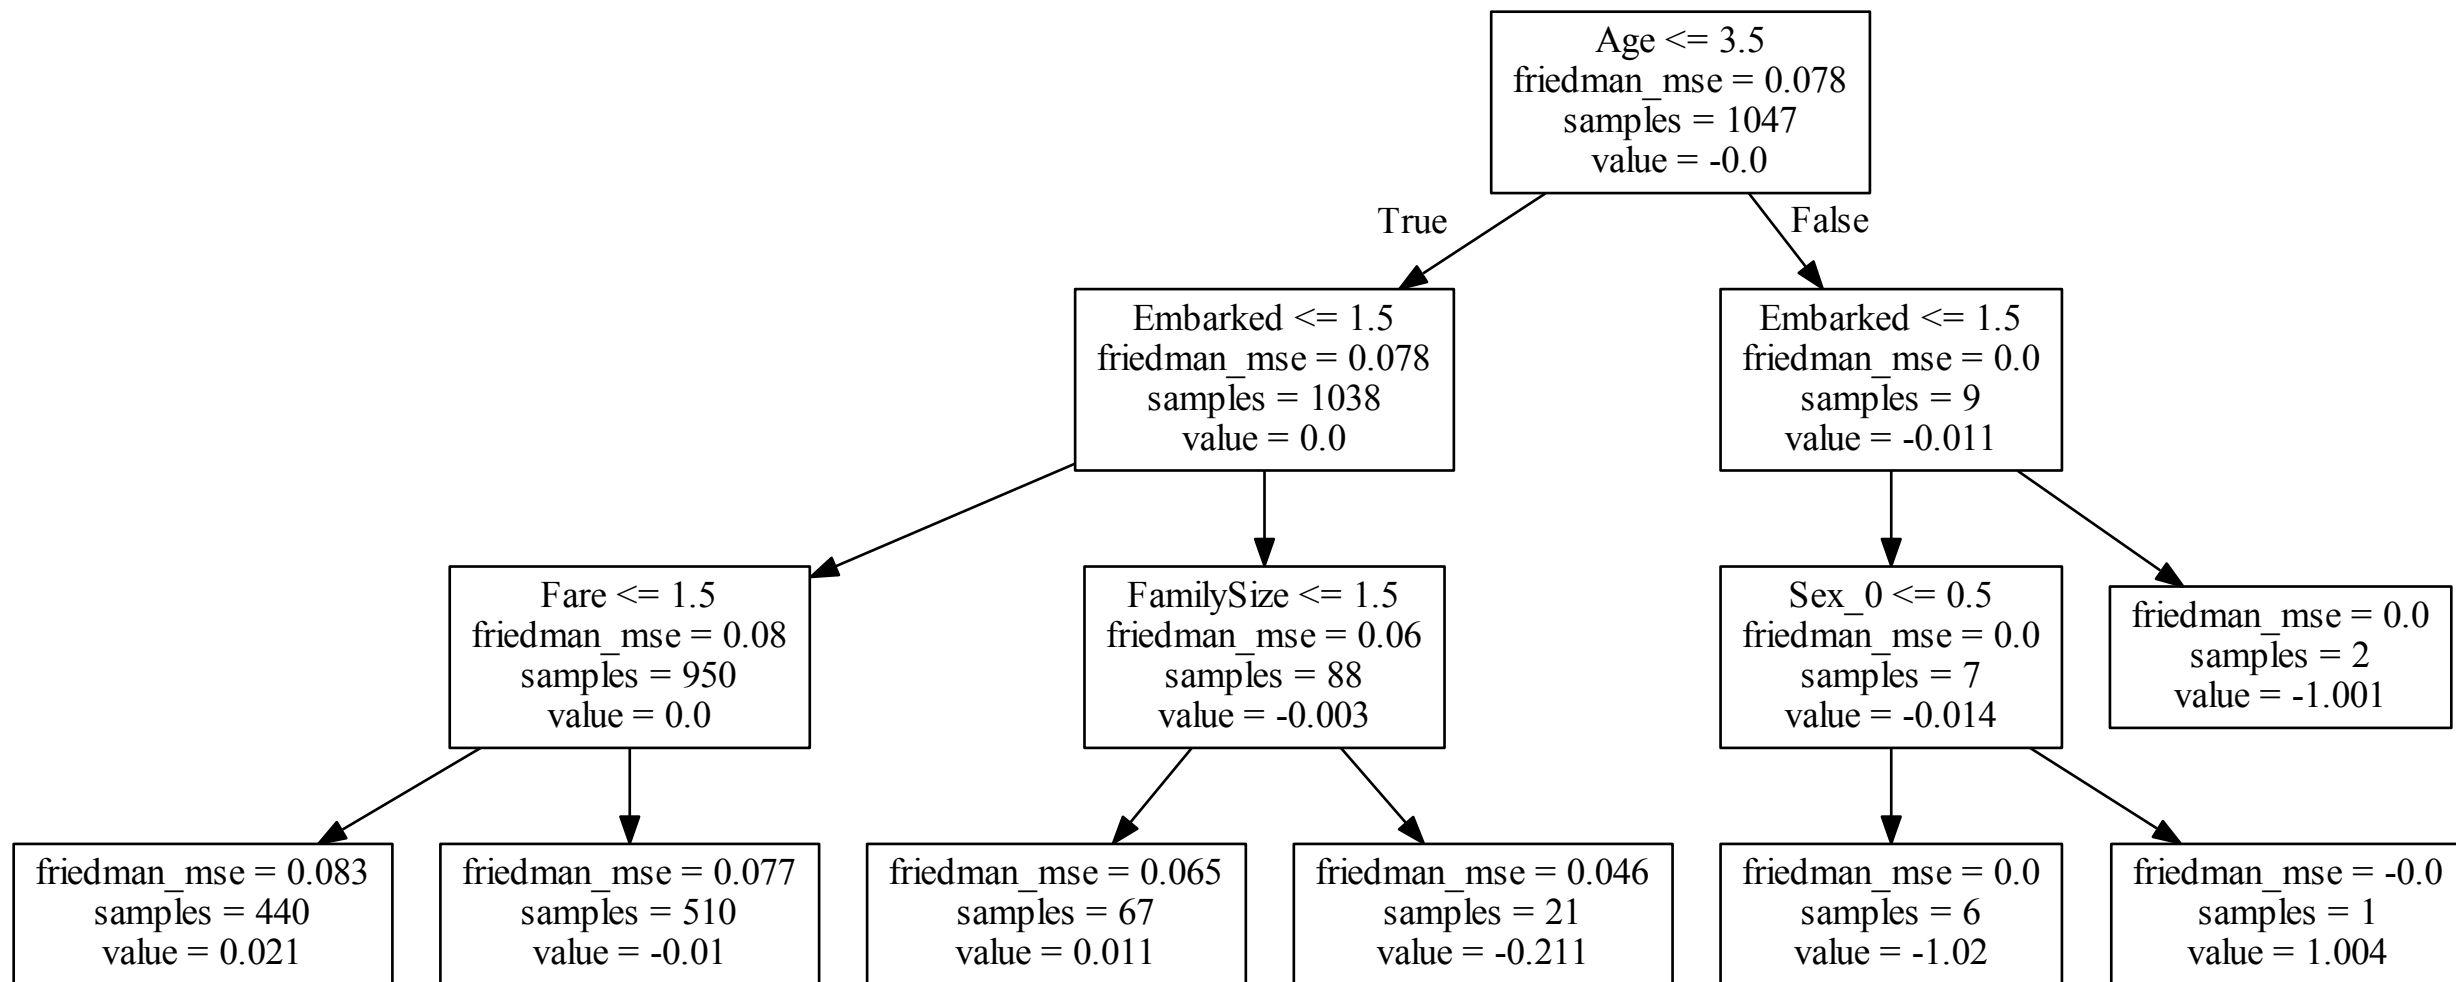 Age <= 3.5
friedman_mse = 0.078
samples = 1047
value = -0.0
True
False
Embarked <= 1.5
friedman_mse = 0.078
samples = 1038
value = 0.0
Embarked <= 1.5
friedman_mse = 0.0
samples = 9
value = -0.011
Fare <= 1.5
friedman_mse = 0.08
samples = 950
value = 0.0
FamilySize <= 1.5
friedman_mse = 0.06
samples = 88
value = -0.003
Sex_0 <= 0.5
friedman_mse = 0.0
samples = 7
value = -0.014
friedman_mse = 0.0
samples = 2
value = -1.001
friedman_mse = 0.083
samples = 440
value = 0.021
friedman_mse = 0.077
samples = 510
value = -0.01
friedman_mse = 0.065
samples = 67
value = 0.011
friedman_mse = 0.046
samples = 21
value = -0.211
friedman_mse = 0.0
samples = 6
value = -1.02
friedman_mse = -0.0
samples = 1
value = 1.004